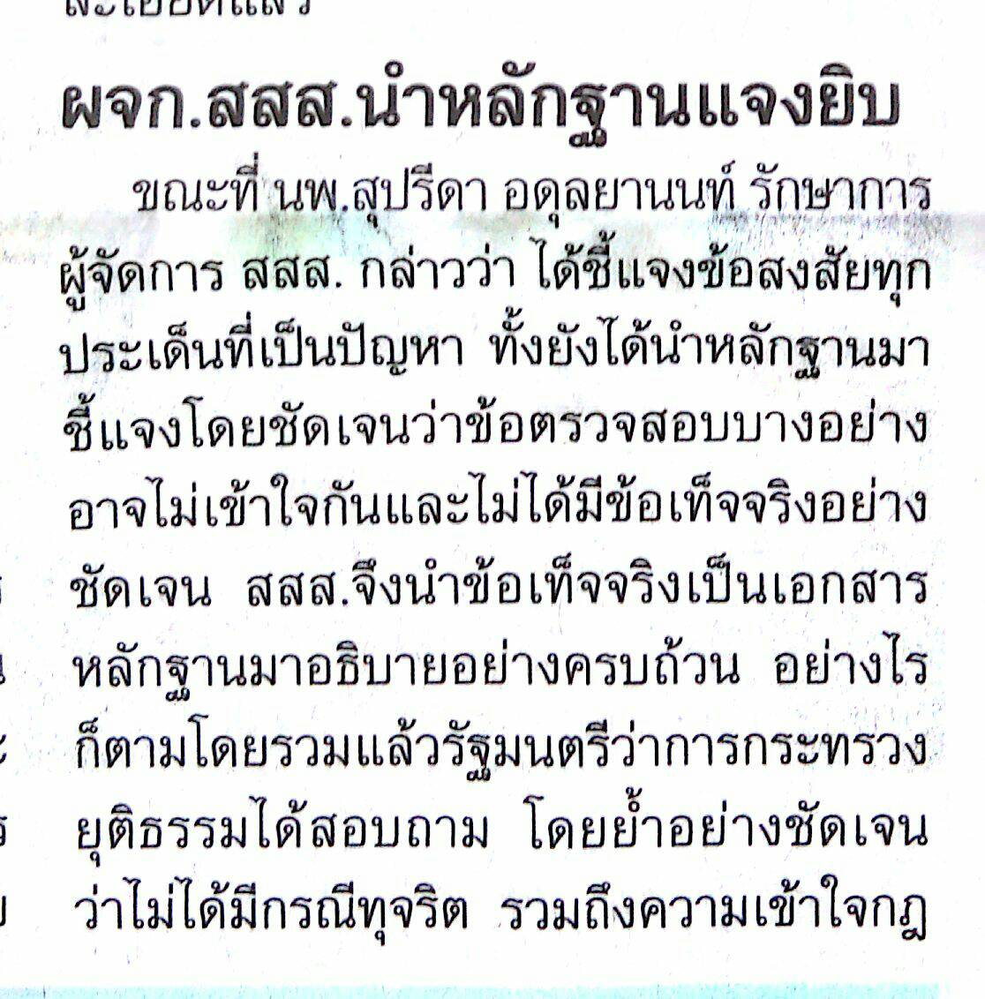 ผจก.สสส.นำหลักฐานแจงยิบ
ขณะที่ นพ.สุปรีดา อดุลยานนท์ รักษาการ
ผู้จัดการ สสส. กล่าวว่า ได้ชี้แจงข้อสงสัยทุก
ประเด็นที่เป็นปัญหา ทั้งยังได้นำหลักฐานมา
ชี้แจงโดยชัดเจนว่าข้อตรวจสอบบางอย่าง
อาจไม่เข้าใจกันและไม่ได้มีข้อเท็จจริงอย่าง
ชัดเจน สสส.จึงนำข้อเท็จจริงเป็นเอกสาร
หลักฐานมาอธิบายอย่างครบถ้วน อย่างไร
ก็ตามโดยรวมแล้วรัฐมนตรีว่าการกระทรวง
ยุติธรรมได้สอบถาม โดยย้ำอย่างชัดเจน
ว่าไม่ได้มีกรณีทุจริต รวมถึงความเข้าใจกฎ